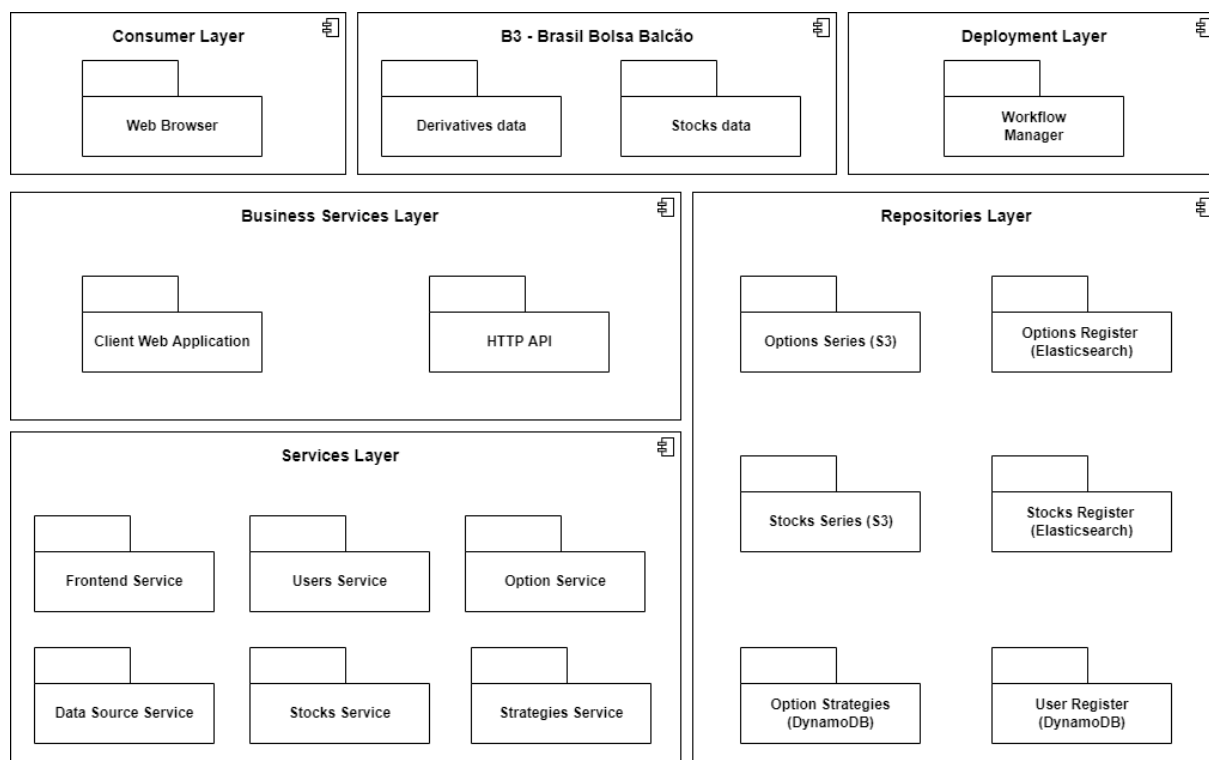 Consumer Layer
Web Browser
B3 - Brasil Bolsa Balcão
Derivatives data
Stocks data
Deployment Layer
Workflow
Manager
Business Services Layer
Client Web Application
HTTP API
Services Layer
Frontend Service
Users Service
Option Service
Data Source Service
Stocks Service
Strategies Service
Repositories Layer
Options Series (S3)
Options Register
(Elasticsearch)
Stocks Series (S3)
Stocks Register
(Elasticsearch)
Option Strategies
(DynamoDB)
User Register
(DynamoDB)